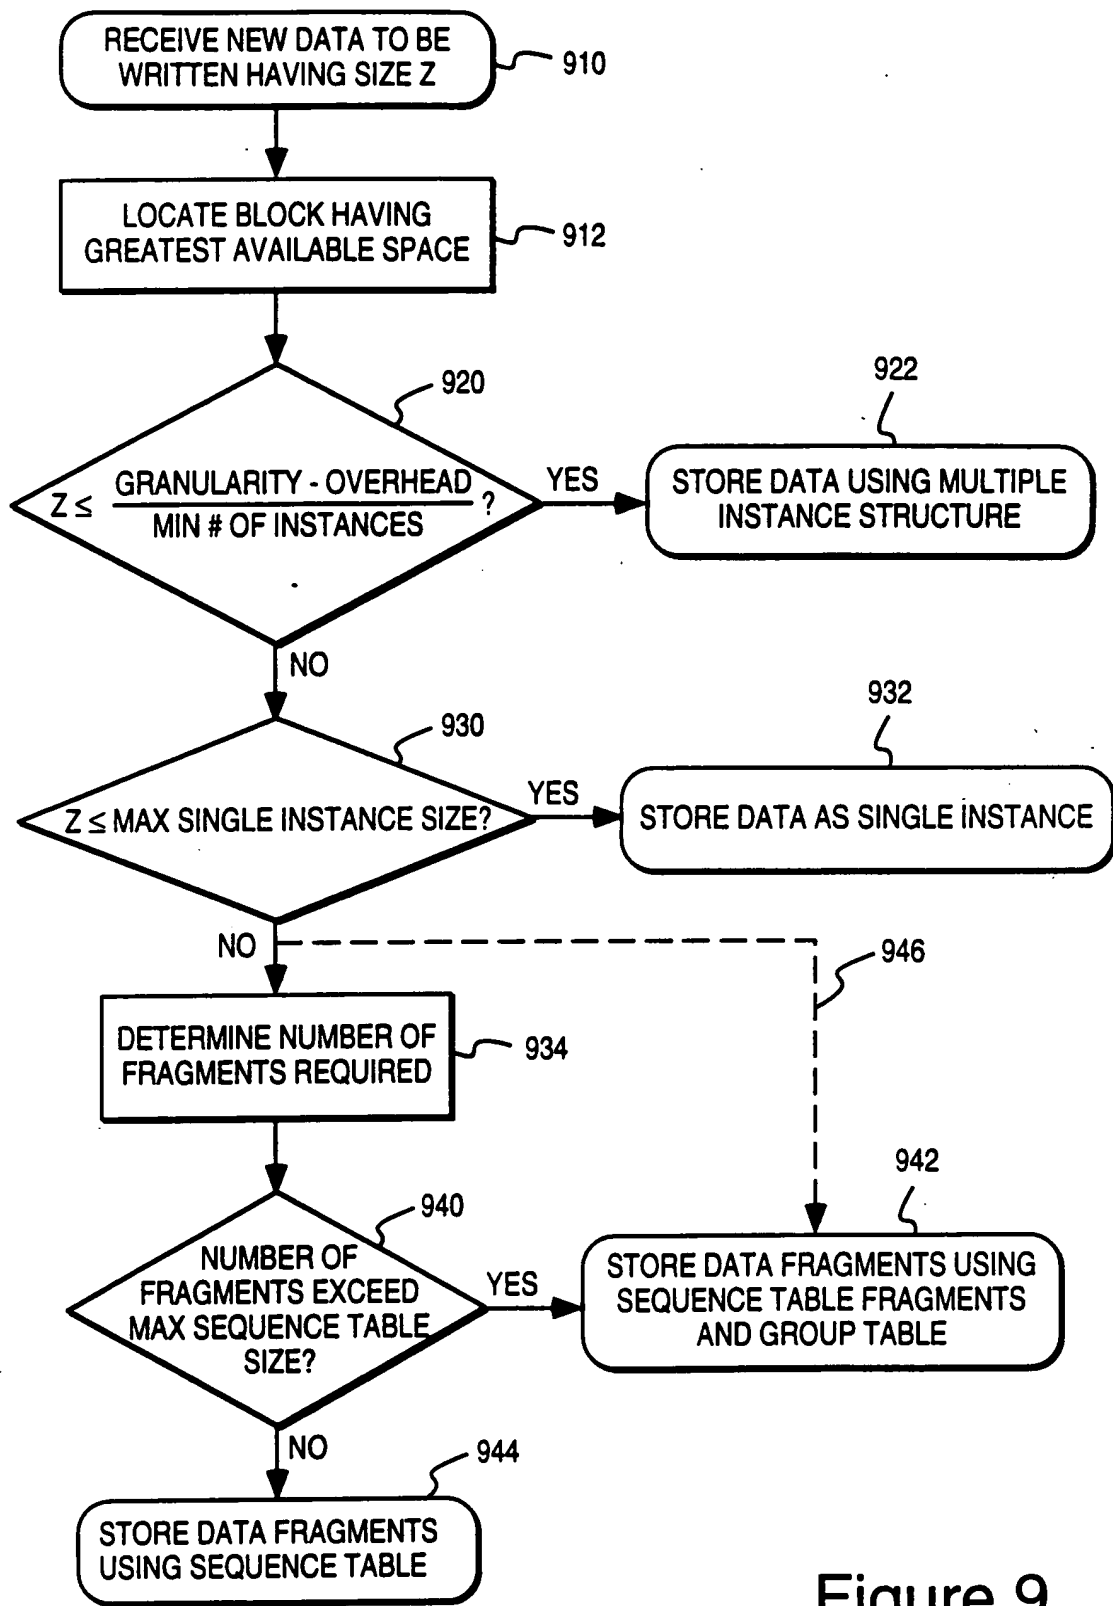 RECEIVE NEW DATA TO BE
WRITTEN HAVING SIZE Z
910
LOCATE BLOCK HAVING
GREATEST AVAILABLE SPACE
912
920
Z ≤ GRANULARITY - OVERHEAD ?
MIN # OF INSTANCES
YES
922
STORE DATA USING MULTIPLE
INSTANCE STRUCTURE
NO
930
Z ≤ MAX SINGLE INSTANCE SIZE?
YES
932
STORE DATA AS SINGLE INSTANCE
NO
946
DETERMINE NUMBER OF
FRAGMENTS REQUIRED
934
940
NUMBER OF
FRAGMENTS EXCEED
MAX SEQUENCE TABLE
SIZE?
YES
942
STORE DATA FRAGMENTS USING
SEQUENCE TABLE FRAGMENTS
AND GROUP TABLE
NO
944
STORE DATA FRAGMENTS
USING SEQUENCE TABLE
Figure 9